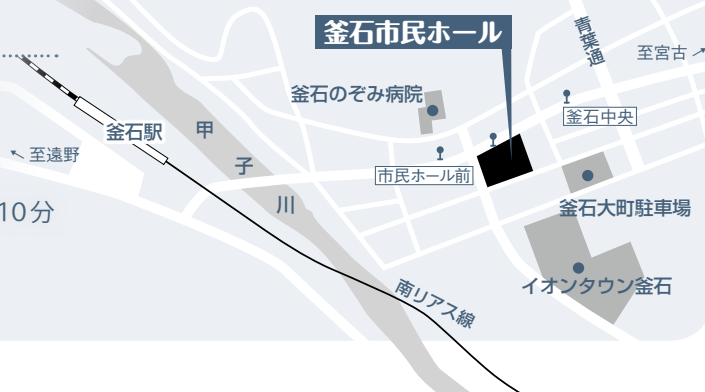 釜石市民ホール
青葉通
至宮古
釜石のぞみ病院
釜石中央
釜石駅
甲子川
至遠野
市民ホール前
10分
釜石大町駐車場
イオンタウン釜石
南リアス線